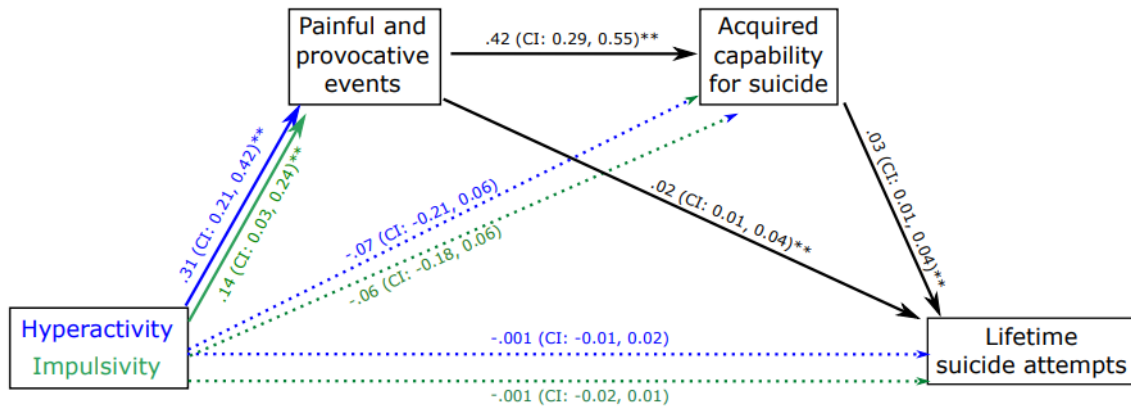 Painful and
provocative
events
.42 (CI: 0.29, 0.55)**
Acquired
capability
for suicide
.31 (CI: 0.21, 0.42)**
.14 (CI: 0.03, 0.24)**
-.07 (CI: -0.21, 0.06)
-.06 (CI: -0.18, 0.06)
.02 (CI: 0.01, 0.04)**
.03 (CI: 0.01, 0.04)**
Hyperactivity
Impulsivity
-.001 (CI: -0.01, 0.02)
-.001 (CI: -0.02, 0.01)
Lifetime
suicide attempts